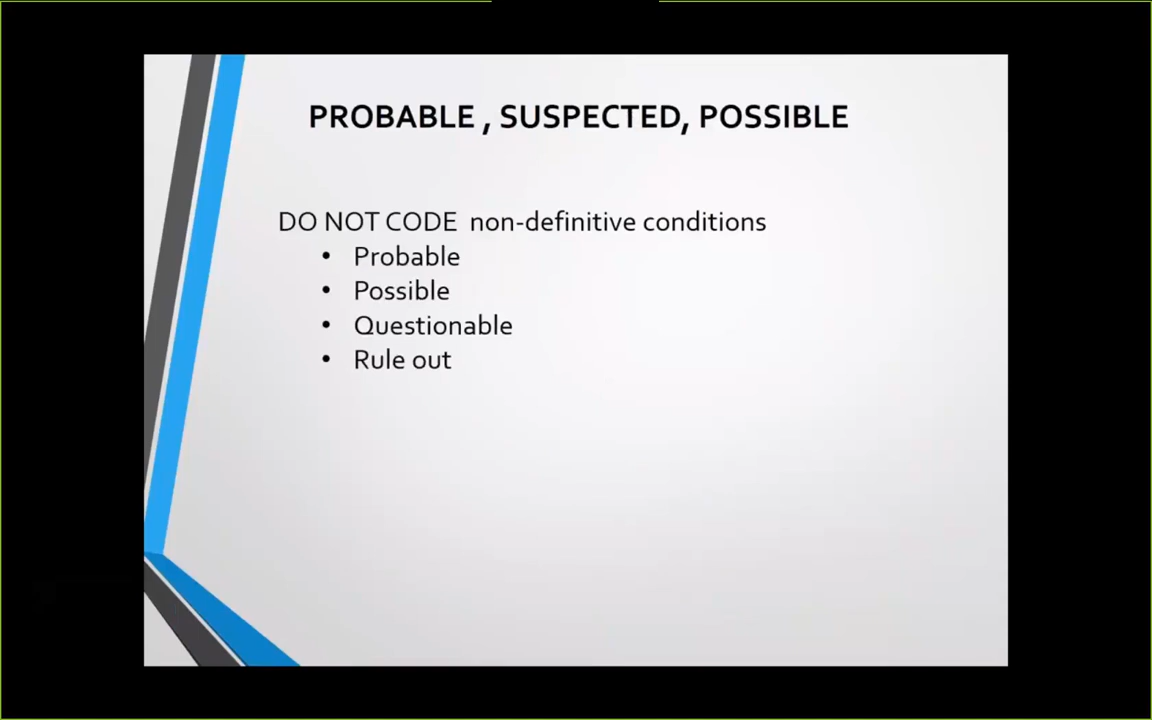 PROBABLE , SUSPECTED, POSSIBLE
DO NOT CODE  non-definitive conditions
• Probable
• Possible
• Questionable
• Rule out